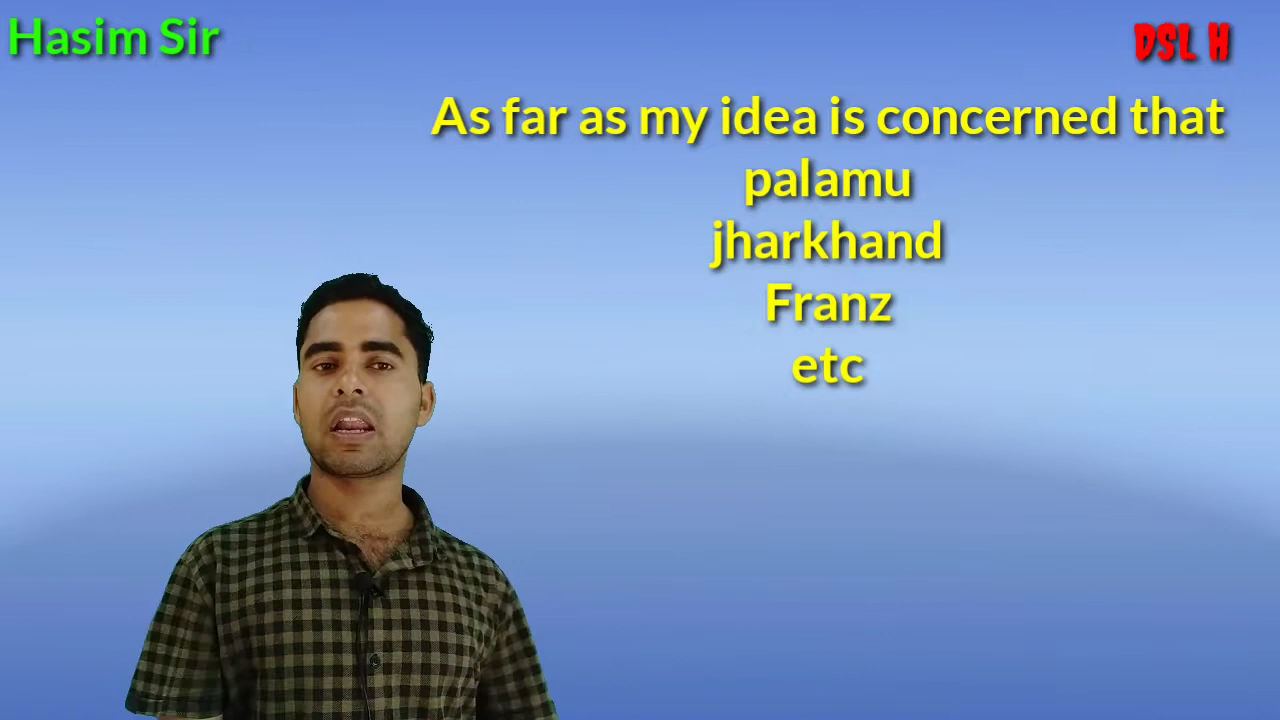 Hasim Sir
DSL H
As far as my idea is concerned that
palamu
jharkhand
Franz
etc